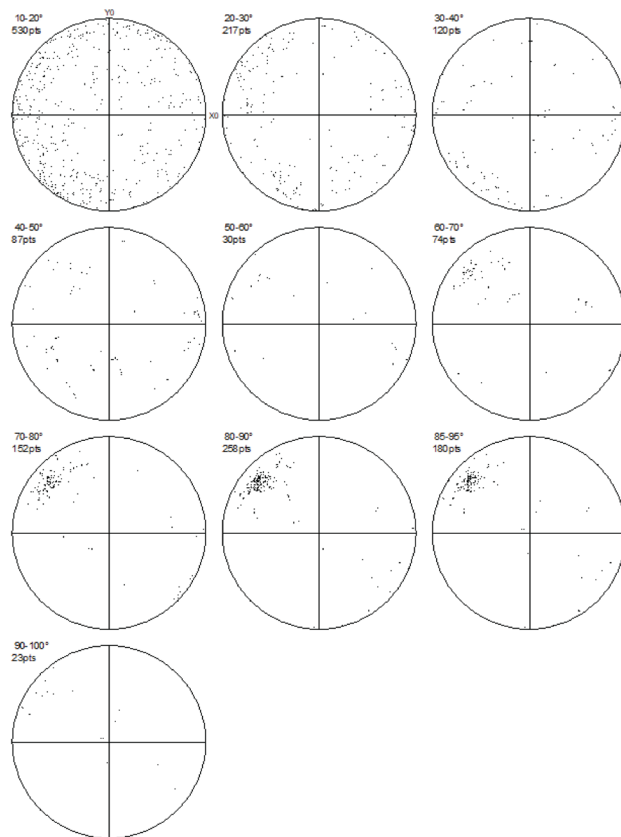 10-20°
530pts
Y0
X0
20-30°
217pts
30-40°
120pts
40-50°
87pts
50-60°
30pts
60-70°
74pts
70-80°
152pts
80-90°
258pts
85-95°
180pts
90-100°
23pts